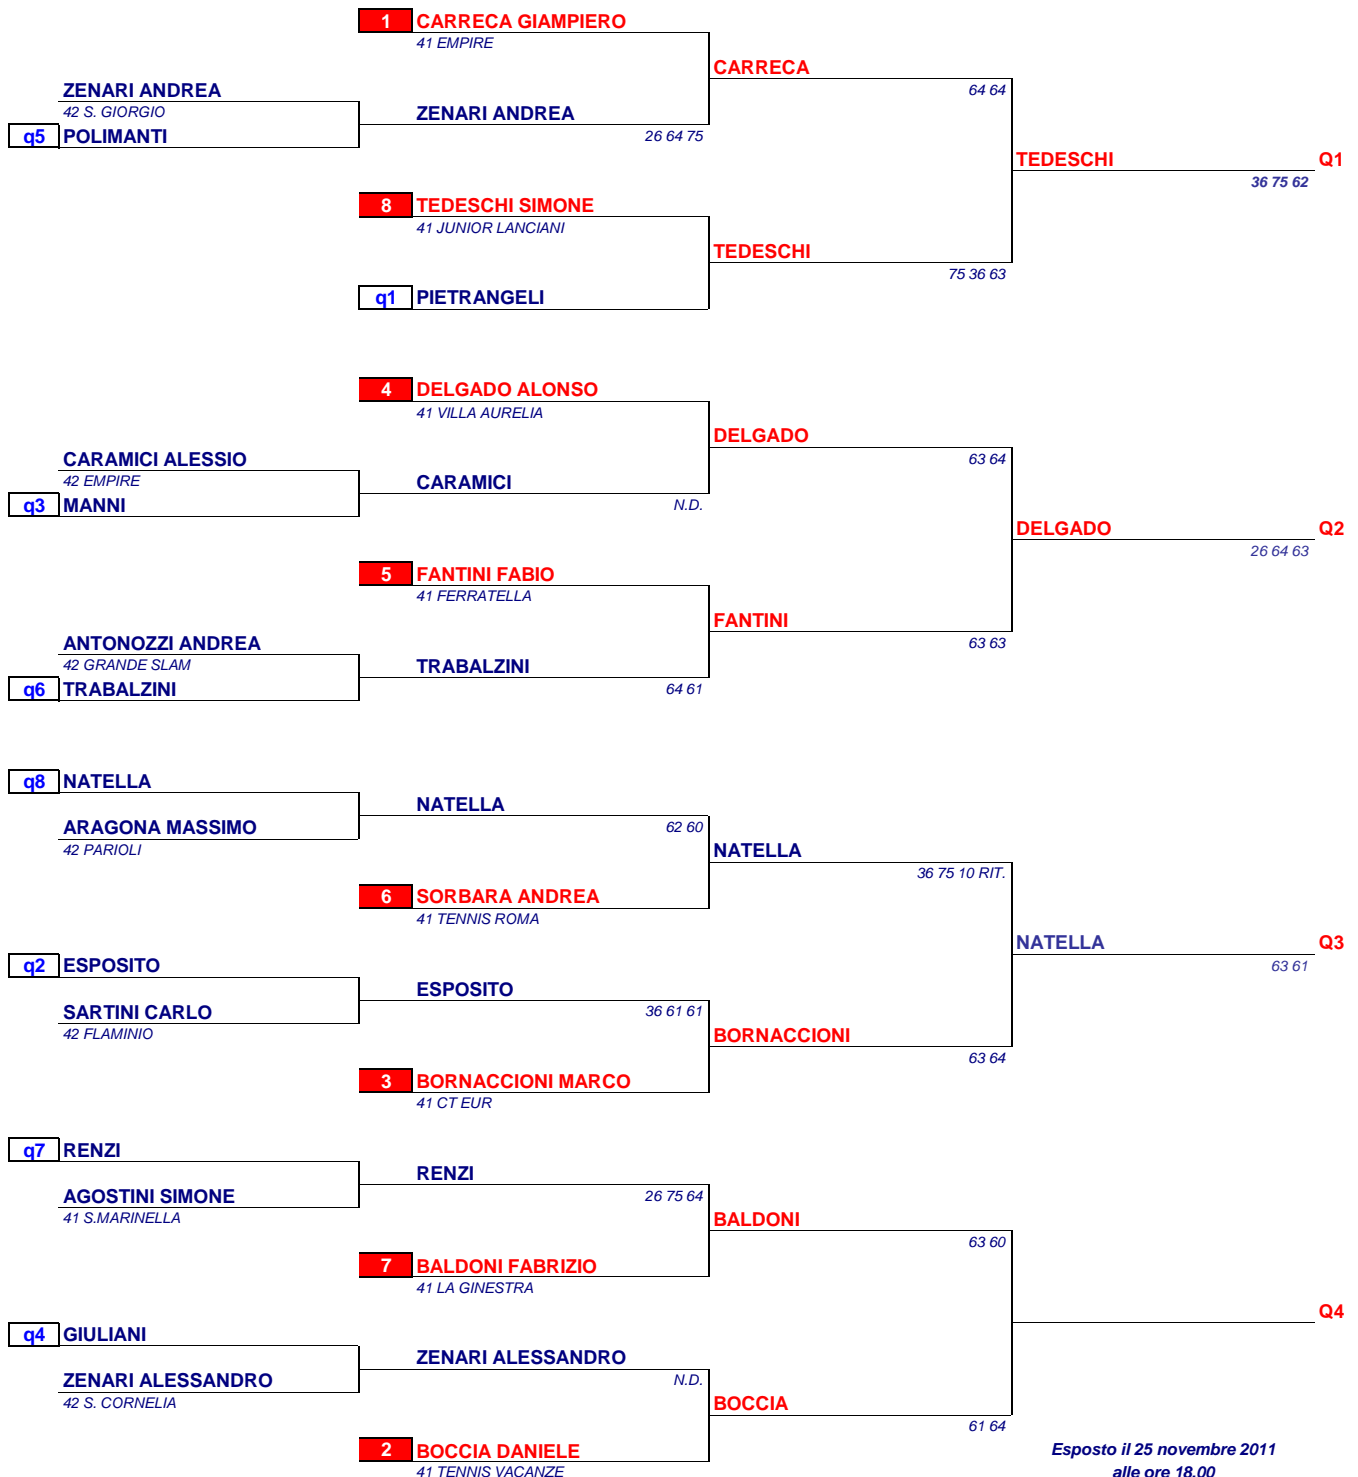 1 CARRECA GIAMPIERO
41 EMPIRE
CARRECA
64 64
ZENARI ANDREA
42 S. GIORGIO
ZENARI ANDREA
26 64 75
q5 POLIMANTI
TEDESCHI Q1
36 75 62
8 TEDESCHI SIMONE
41 JUNIOR LANCIANI
TEDESCHI
75 36 63
q1 PIETRANGELI
4 DELGADO ALONSO
41 VILLA AURELIA
DELGADO
63 64
CARAMICI ALESSIO
42 EMPIRE
CARAMICI
N.D.
q3 MANNI
DELGADO Q2
26 64 63
5 FANTINI FABIO
41 FERRATELLA
FANTINI
63 63
ANTONOZZI ANDREA
42 GRANDE SLAM
TRABALZINI
64 61
q6 TRABALZINI
q8 NATELLA
NATELLA
62 60
ARAGONA MASSIMO
42 PARIOLI
NATELLA
36 75 10 RIT.
6 SORBARA ANDREA
41 TENNIS ROMA
NATELLA Q3
63 61
q2 ESPOSITO
ESPOSITO
36 61 61
SARTINI CARLO
42 FLAMINIO
BORNACCIONI
63 64
3 BORNACCIONI MARCO
41 CT EUR
q7 RENZI
RENZI
26 75 64
AGOSTINI SIMONE
41 S.MARINELLA
BALDONI
63 60
7 BALDONI FABRIZIO
41 LA GINESTRA
Q4
q4 GIULIANI
ZENARI ALESSANDRO
N.D.
ZENARI ALESSANDRO
42 S. CORNELIA
BOCCIA
61 64
2 BOCCIA DANIELE
41 TENNIS VACANZE
Esposto il 25 novembre 2011
alle ore 18.00